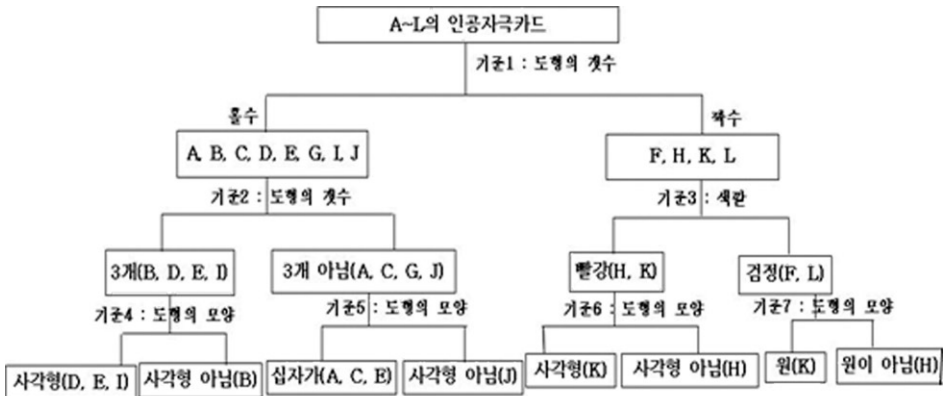 A~L의 인공자극카드
기준1 : 도형의 갯수
홀수
짝수
A, B, C, D, E, G, I, J
F, H, K, L
기준2 : 도형의 갯수
기준3 : 색깔
3개(B, D, E, I)
3개 아님(A, C, G, J)
빨강(H, K)
검정(F, L)
기준4 : 도형의 모양
기준5 : 도형의 모양
기준6 : 도형의 모양
기준7 : 도형의 모양
사각형(D, E, I)
사각형 아님(B)
십자가(A, C, E)
사각형 아님(J)
사각형(K)
사각형 아님(H)
원(K)
원이 아님(H)